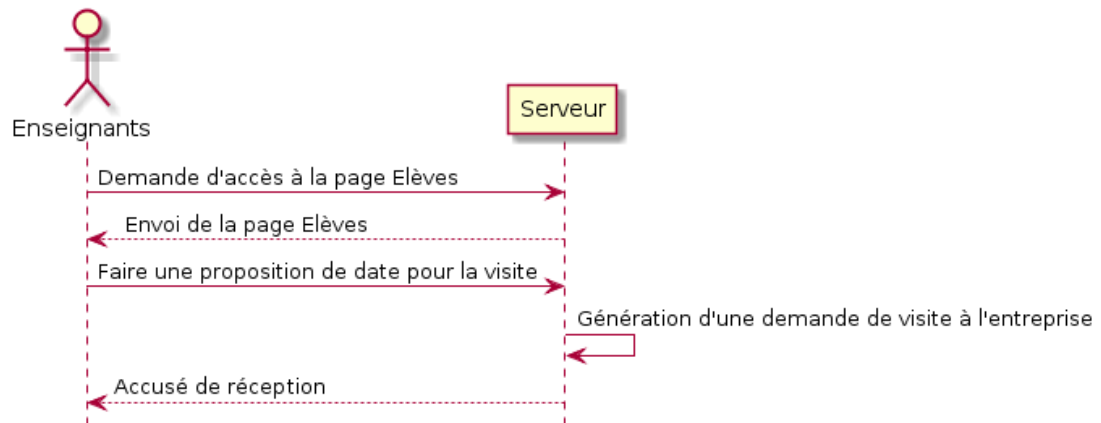 Enseignants
Serveur
Demande d'accès à la page Elèves
Envoi de la page Elèves
Faire une proposition de date pour la visite
Génération d'une demande de visite à l'entreprise
Accusé de réception